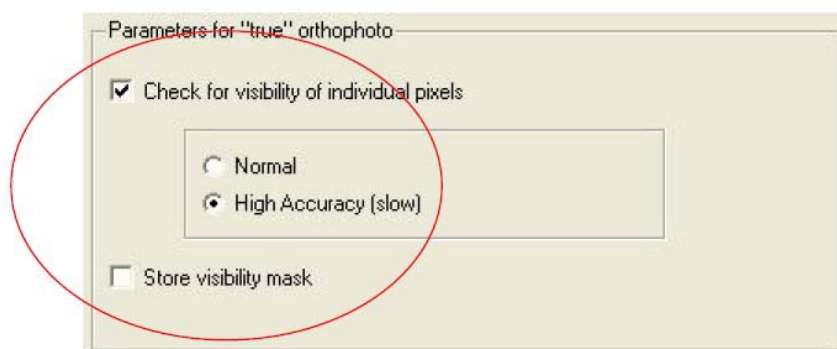 Parameters for "true" orthophoto
Check for visibility of individual pixels
Normal
High Accuracy (slow)
Store visibility mask